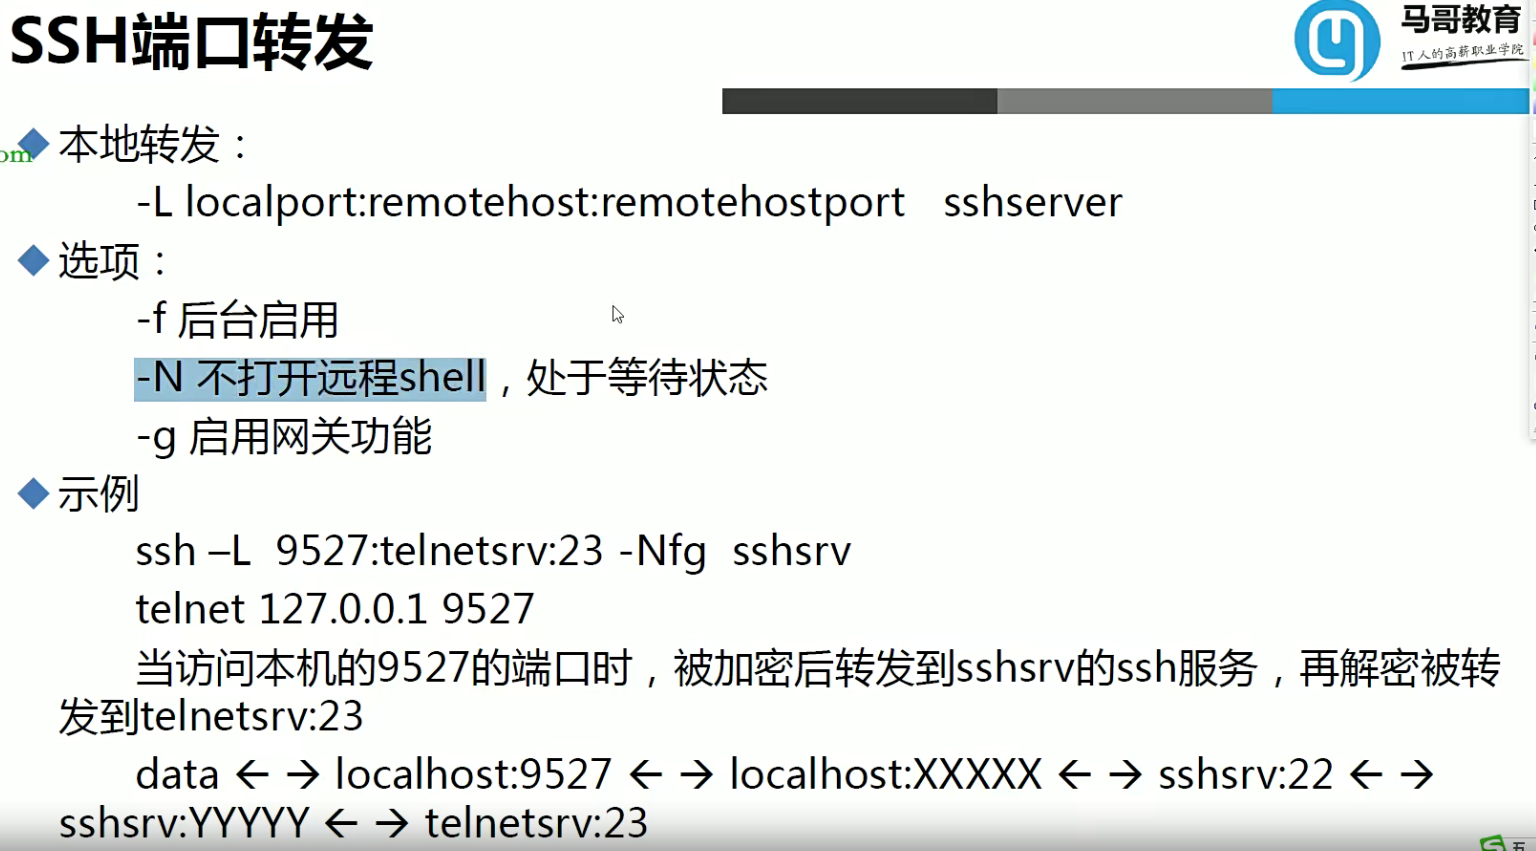 SSH端口转发
马哥教育
IT人的高薪职业学院
om
本地转发：
-L localport:remotehost:remotehostport sshserver
选项：
-f 后台启用
-N 不打开远程shell，处于等待状态
-g 启用网关功能
示例
ssh –L 9527:telnetsrv:23 -Nfg sshsrv
telnet 127.0.0.1 9527
当访问本机的9527的端口时，被加密后转发到sshsrv的ssh服务，再解密被转
发到telnetsrv:23
data ← → localhost:9527 ← → localhost:XXXXX ← → sshsrv:22 ← →
sshsrv:YYYYY ← → telnetsrv:23
五